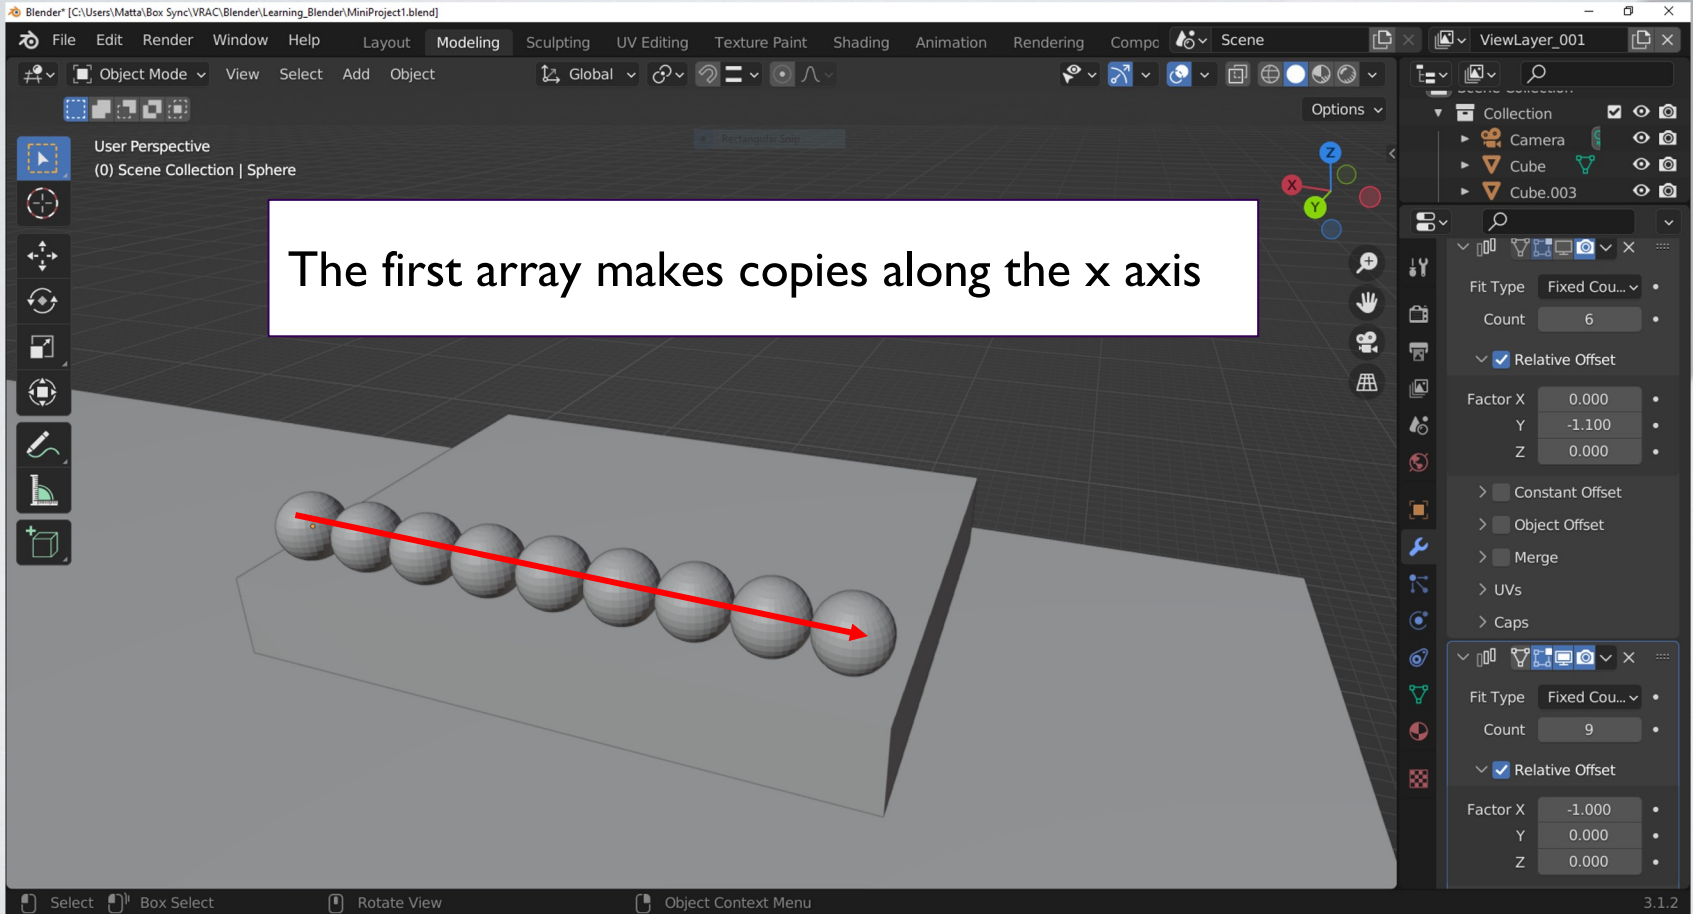 Blender* [C:\Users\Matta\Box Sync\VRAC\Blender\Learning_Blender\MiniProject1.blend]
File Edit Render Window Help Layout Modeling Sculpting UV Editing Texture Paint Shading Animation Rendering Compo Scene ViewLayer_001
Object Mode View Select Add Object Global
Options
Rectangular Snip
Scene Collection
Collection
Camera
Cube
Cube.003
User Perspective
(0) Scene Collection | Sphere
Z
X
Y
The first array makes copies along the x axis
Fit Type Fixed Cou...
Count 6
Relative Offset
Factor X 0.000
Y -1.100
Z 0.000
Constant Offset
Object Offset
Merge
UVs
Caps
Fit Type Fixed Cou...
Count 9
Relative Offset
Factor X -1.000
Y 0.000
Z 0.000
Select Box Select Rotate View Object Context Menu 3.1.2